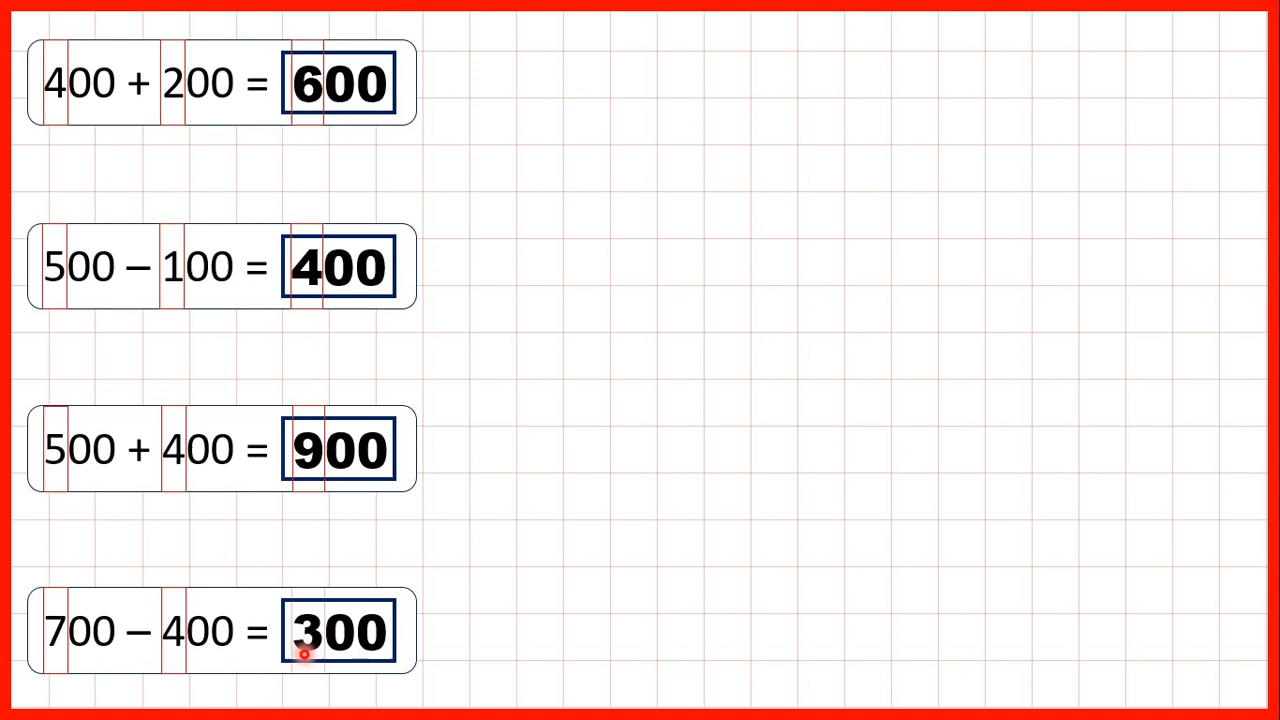 400 + 200 = 600
500 – 100 = 400
500 + 400 = 900
700 – 400 = 300